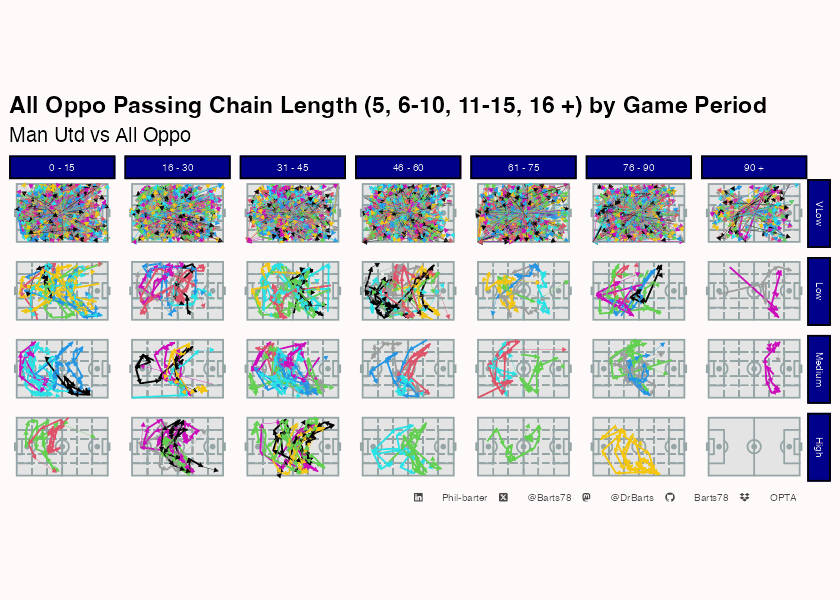 All Oppo Passing Chain Length (5, 6-10, 11-15, 16 +) by Game Period
Man Utd vs All Oppo
0 - 15
16 - 30
31 - 45
46 - 60
61 - 75
76 - 90
90 +
V.Low
Low
Medium
High
Phil-barter @Barts78 @DrBarts Barts78 OPTA